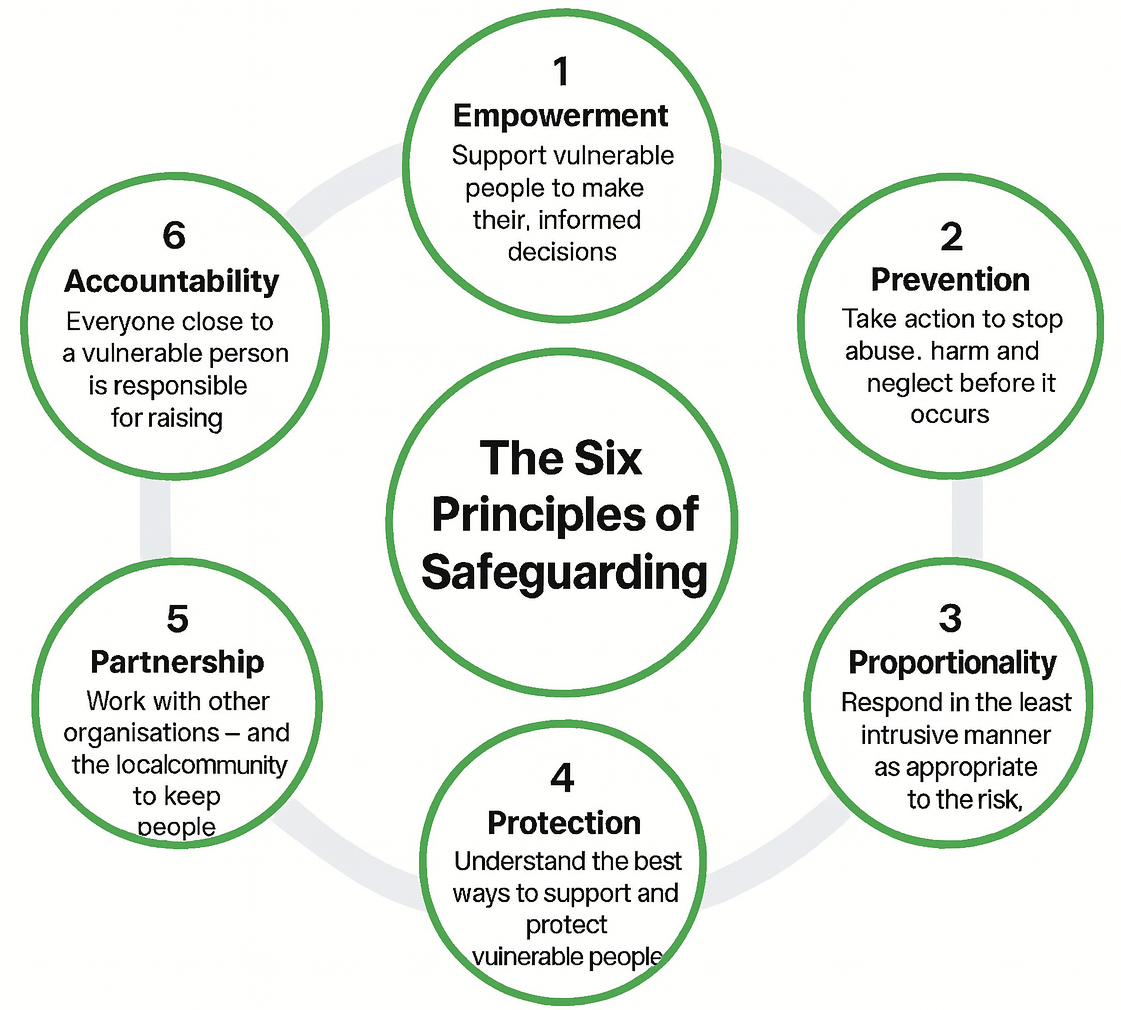 The Six
Principles of
Safeguarding
1
Empowerment
Support vulnerable
people to make
their, informed
decisions
2
Prevention
Take action to stop
abuse. harm and
neglect before it
occurs
3
Proportionality
Respond in the least
intrusive manner
as appropriate
to the risk,
4
Protection
Understand the best
ways to support and
protect
vuinerable people
5
Partnership
Work with other
organisations – and
the localcommunity
to keep
people
6
Accountability
Everyone close to
a vulnerable person
is responsible
for raising